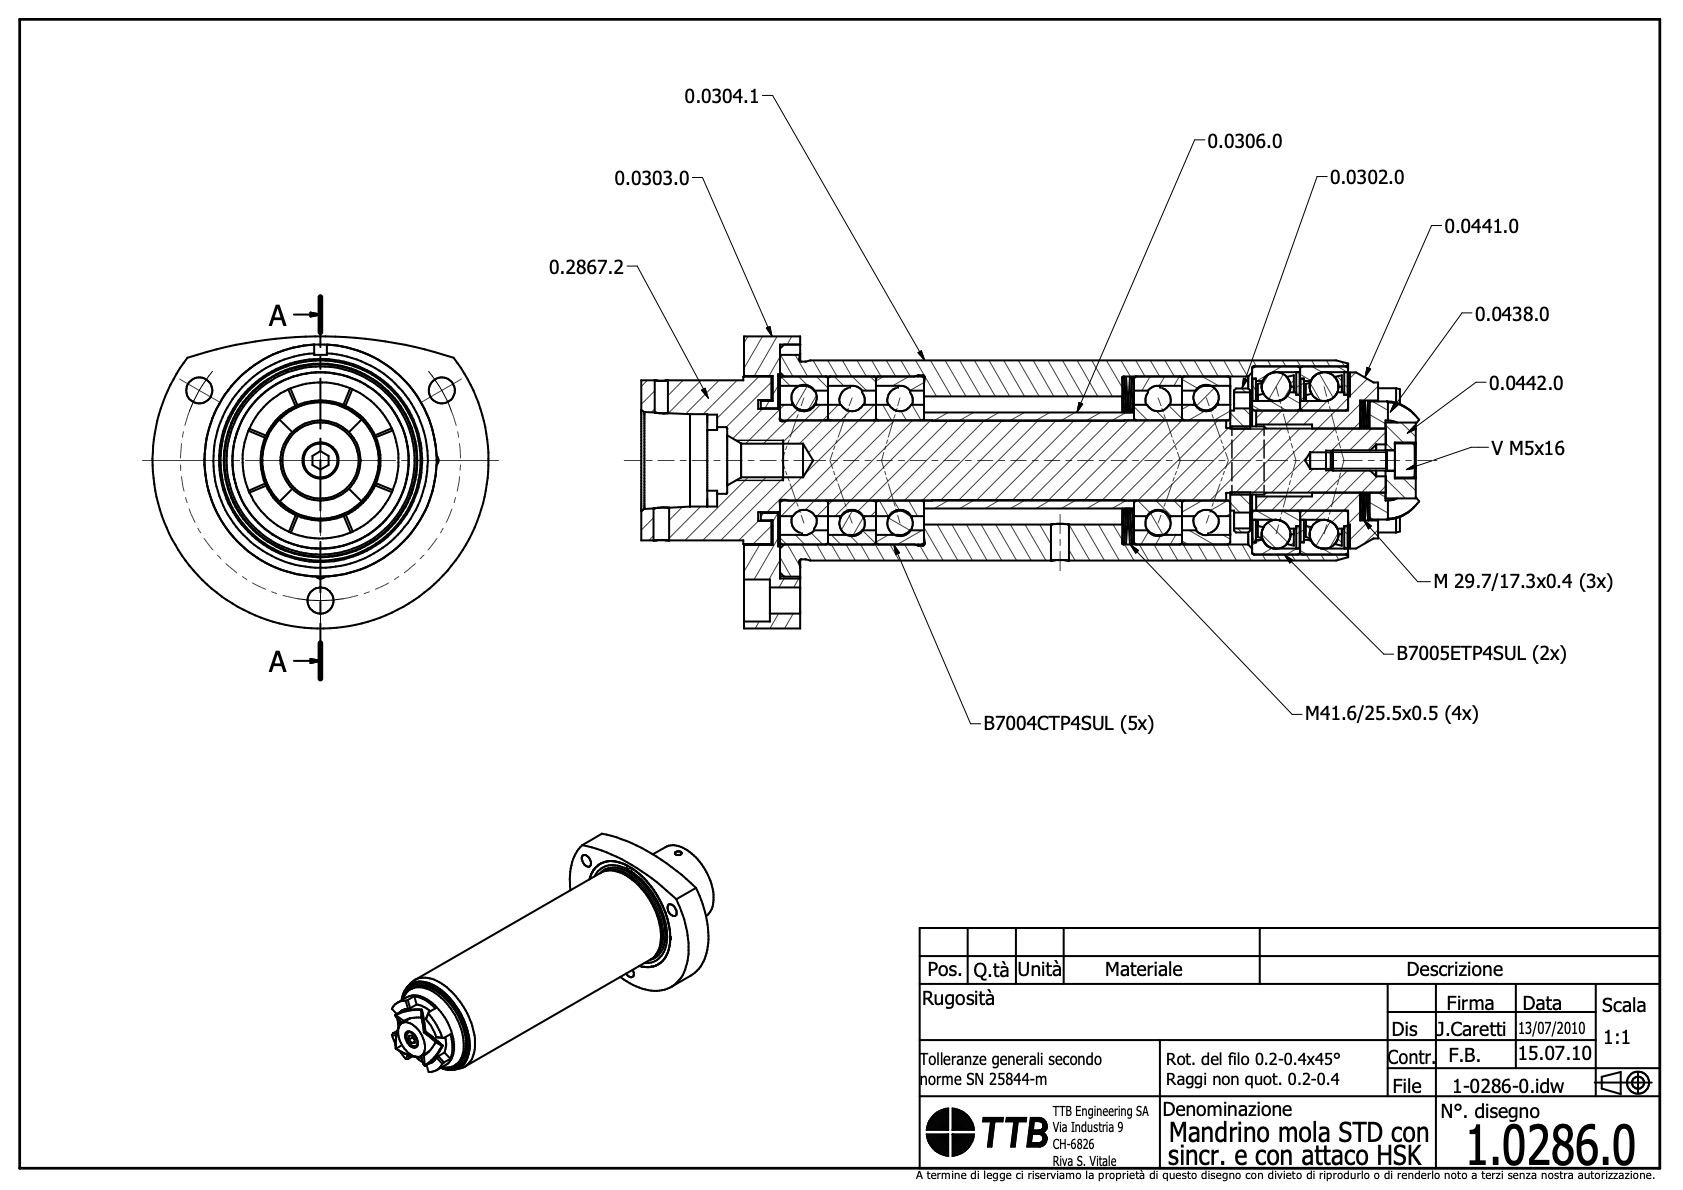 0.0304.1
0.0306.0
0.0303.0
0.0302.0
0.0441.0
0.2867.2
0.0438.0
A
0.0442.0
V M5x16
M 29.7/17.3x0.4 (3x)
B7005ETP4SUL (2x)
A
M41.6/25.5x0.5 (4x)
B7004CTP4SUL (5x)
Pos. Q.tà Unità Materiale Descrizione
Rugosità
Firma Data Scala
Dis J.Caretti 13/07/2010
1:1
Contr. F.B. 15.07.10
Tolleranze generali secondo
norme SN 25844-m
Rot. del filo 0.2-0.4x45°
Raggi non quot. 0.2-0.4
File 1-0286-0.idw
TTB
TTB Engineering SA
Via Industria 9
CH-6826
Riva S. Vitale
Denominazione
Mandrino mola STD con
sincr. e con attaco HSK
N°. disegno
1.0286.0
A termine di legge ci riserviamo la proprietà di questo disegno con divieto di riprodurlo o di renderlo noto a terzi senza nostra autorizzazione.